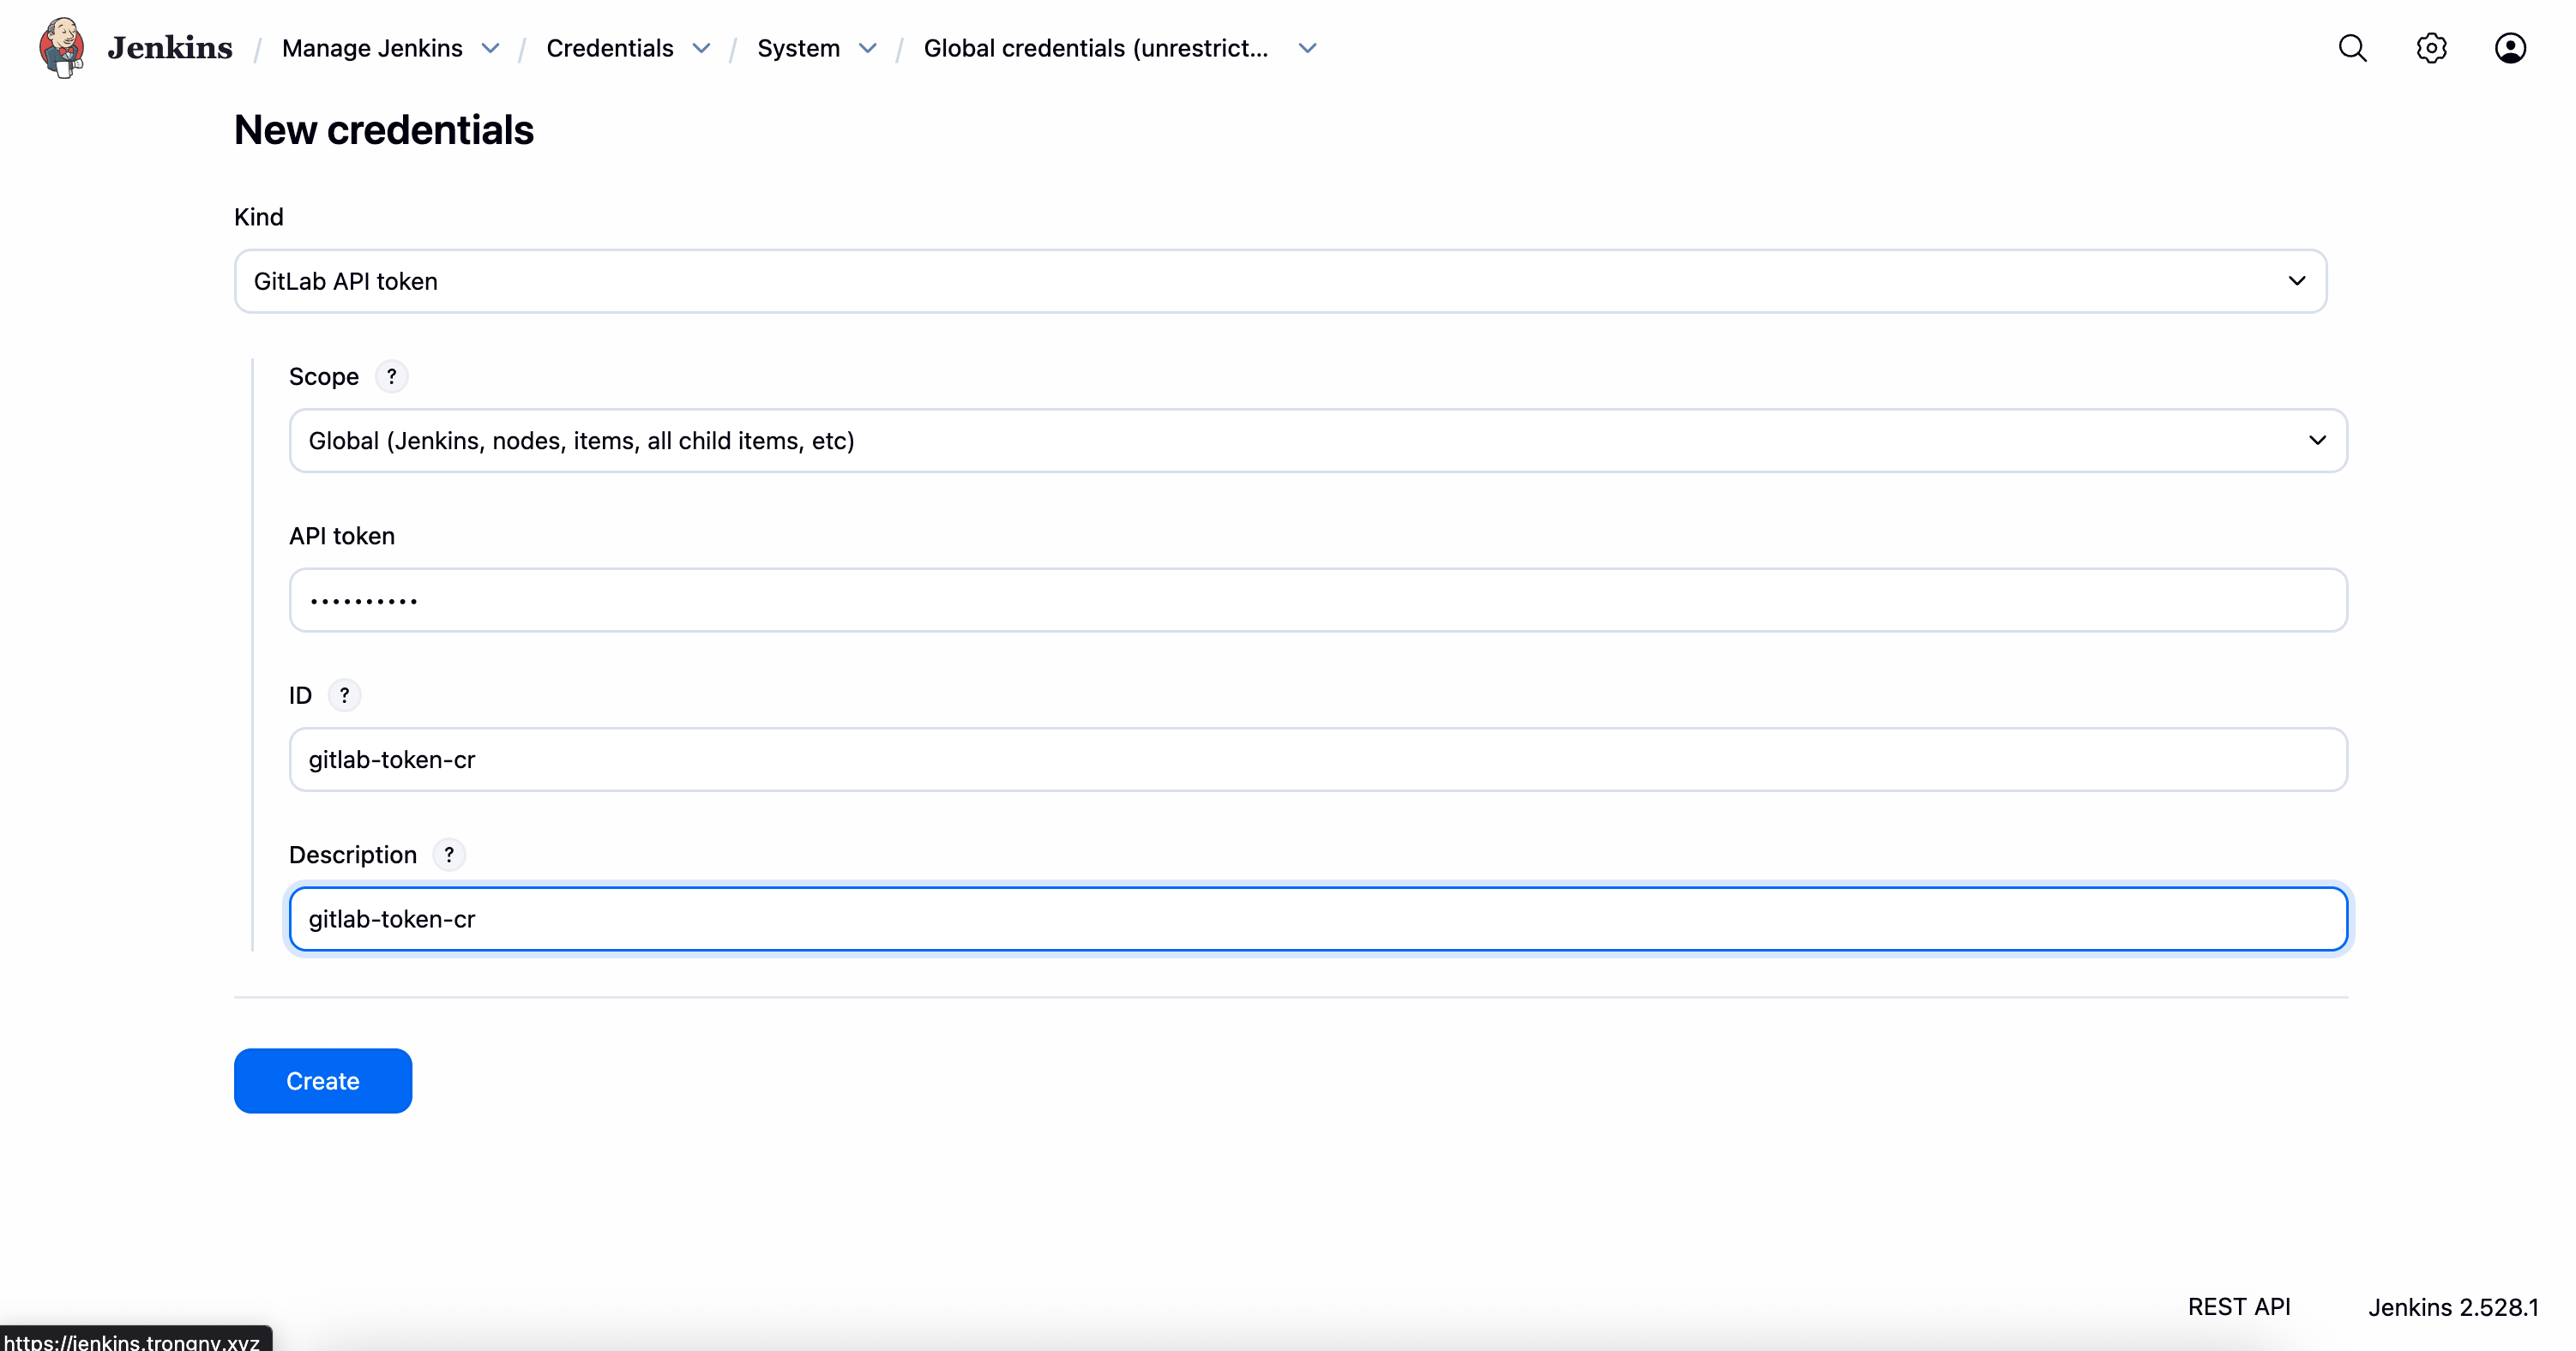 Jenkins / Manage Jenkins / Credentials / System / Global credentials (unrestrict...
New credentials
Kind
GitLab API token
Scope ?
Global (Jenkins, nodes, items, all child items, etc)
API token
••••••••••
ID ?
gitlab-token-cr
Description ?
gitlab-token-cr
Create
REST API Jenkins 2.528.1
https://jenkins.trongnv.xyz